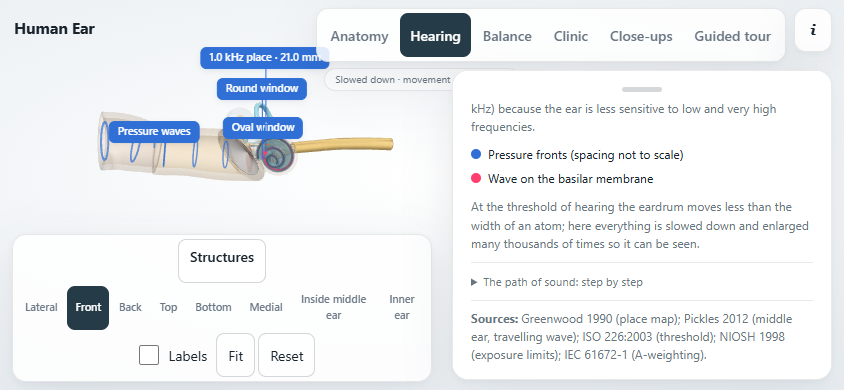 Human Ear
Anatomy
Hearing
Balance
Clinic
Close-ups
Guided tour
i
1.0 kHz place · 21.0 mm
Slowed down · movement
Round window
Pressure waves
Oval window
kHz) because the ear is less sensitive to low and very high
frequencies.
Pressure fronts (spacing not to scale)
Wave on the basilar membrane
At the threshold of hearing the eardrum moves less than the
width of an atom; here everything is slowed down and enlarged
many thousands of times so it can be seen.
The path of sound: step by step
Sources: Greenwood 1990 (place map); Pickles 2012 (middle
ear, travelling wave); ISO 226:2003 (threshold); NIOSH 1998
(exposure limits); IEC 61672-1 (A-weighting).
Structures
Lateral
Front
Back
Top
Bottom
Medial
Inside middle
ear
Inner
ear
Labels
Fit
Reset